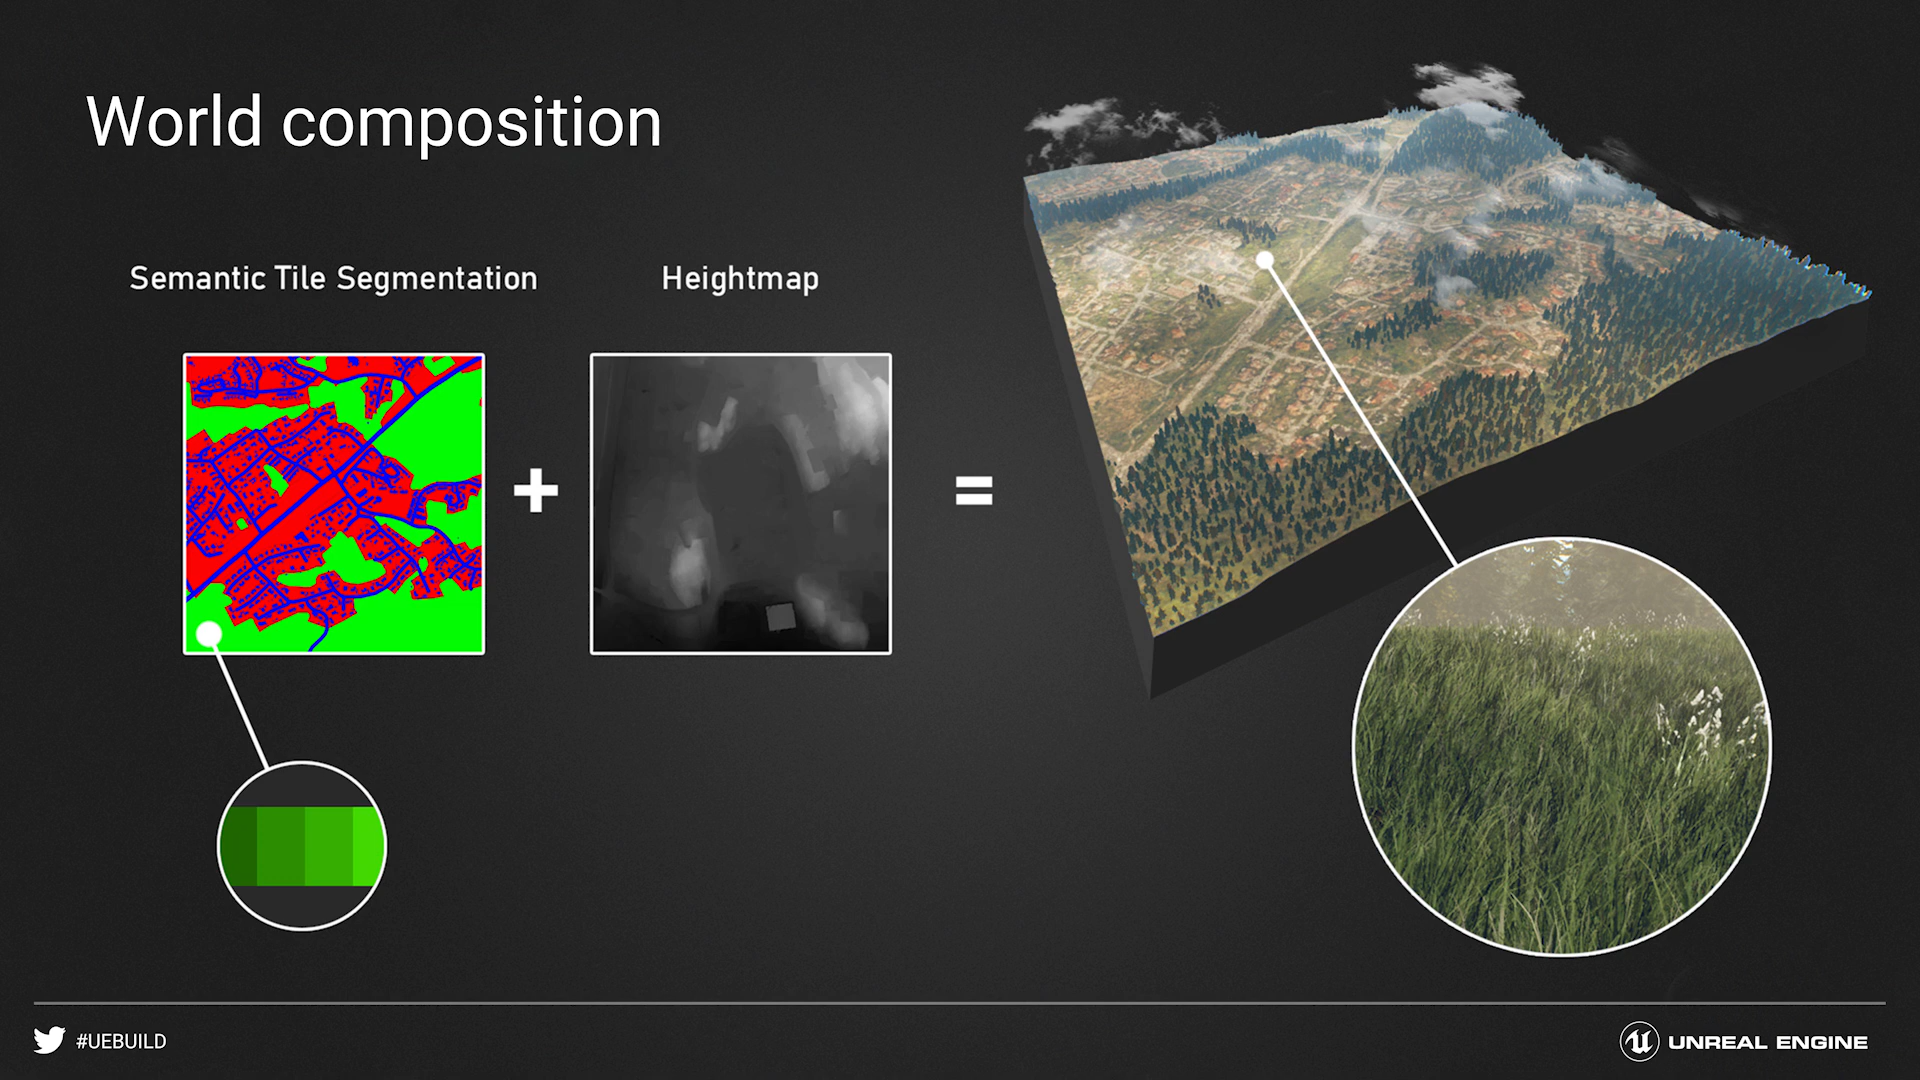 World composition
Semantic Tile Segmentation
Heightmap
+
=
#UEBUILD
UNREAL ENGINE